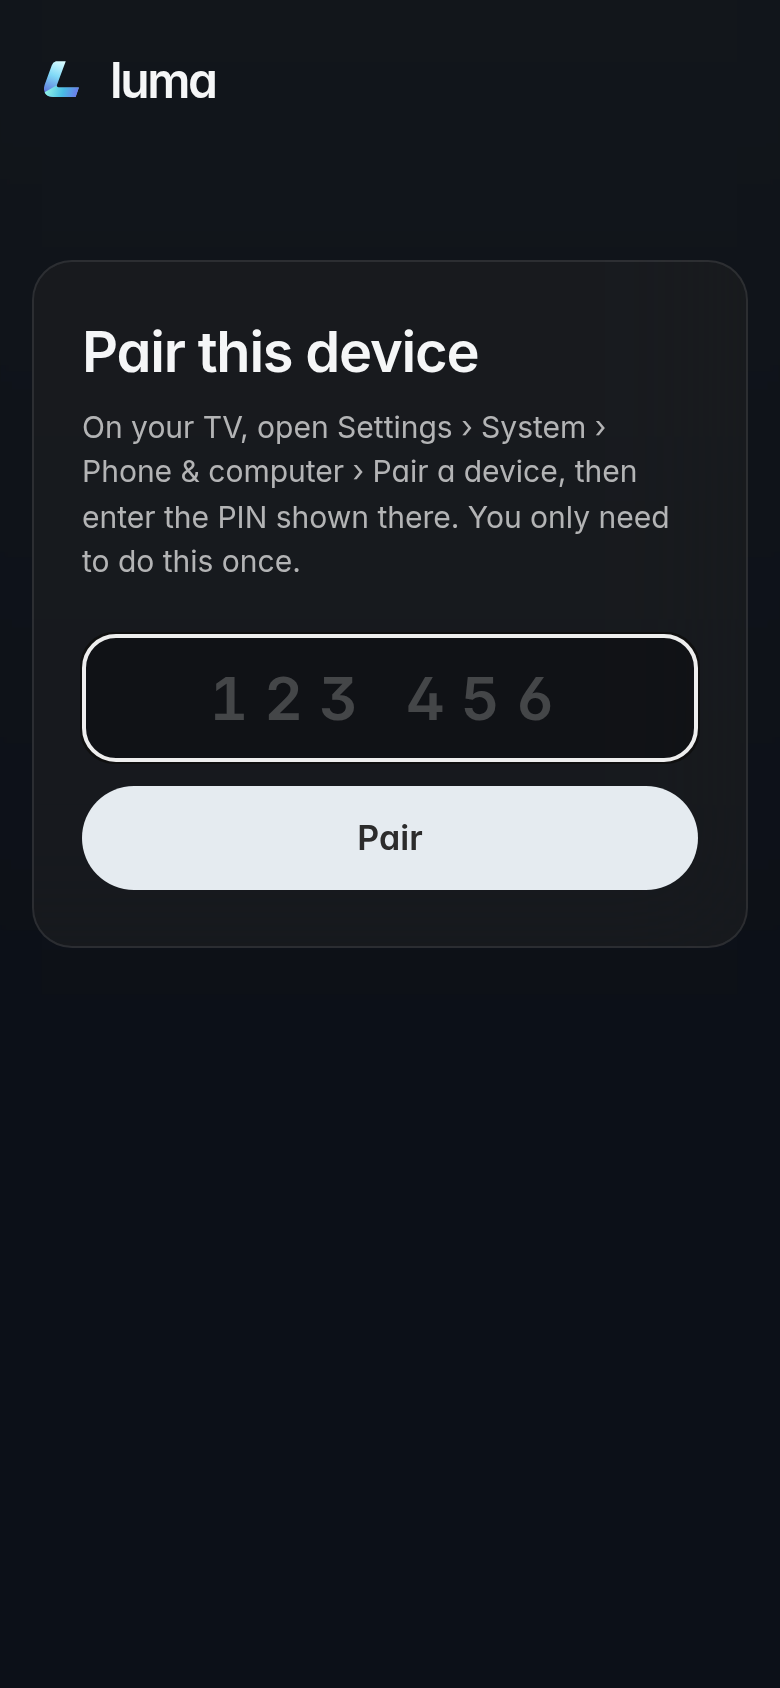 luma
Pair this device
On your TV, open Settings › System ›
Phone & computer › Pair a device, then
enter the PIN shown there. You only need
to do this once.
123 456
Pair